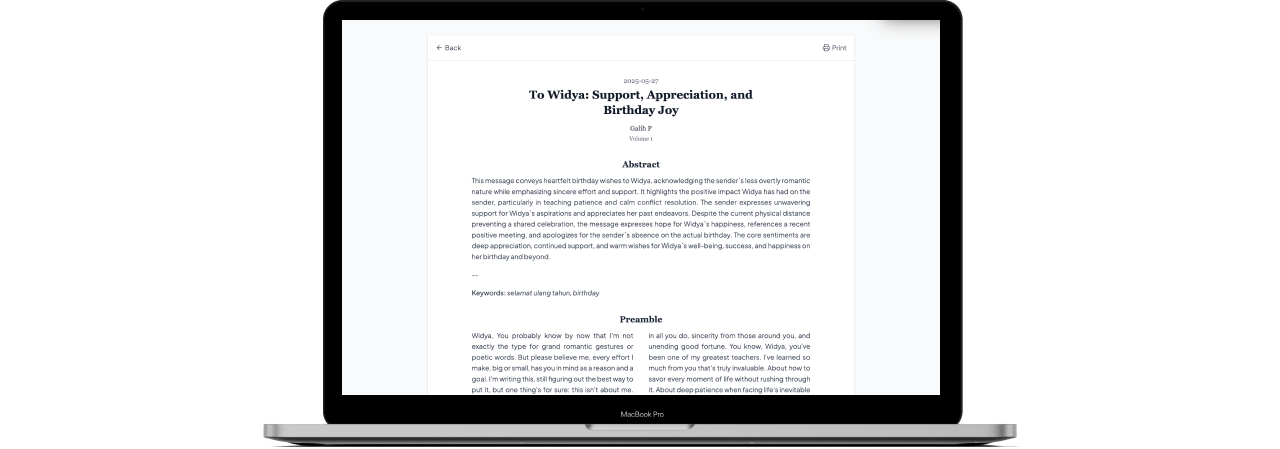 Back
Print
2025-05-27
To Widya: Support, Appreciation, and
Birthday Joy
Galih P
Volume 1
Abstract
This message conveys heartfelt birthday wishes to Widya, acknowledging the sender`s less overtly romantic
nature while emphasizing sincere effort and support. It highlights the positive impact Widya has had on the
sender, particularly in teaching patience and calm conflict resolution. The sender expresses unwavering
support for Widya`s aspirations and appreciates her past endeavors. Despite the current physical distance
preventing a shared celebration, the message expresses hope for Widya`s happiness, references a recent
positive meeting, and apologizes for the sender`s absence on the actual birthday. The core sentiments are
deep appreciation, continued support, and warm wishes for Widya`s well-being, success, and happiness on
her birthday and beyond.
--
Keywords: selamat ulang tahun, birthday
Preamble
Widya, You probably know by now that I'm not
exactly the type for grand romantic gestures or
poetic words. But please believe me, every effort I
make, big or small, has you in mind as a reason and a
goal. I'm writing this, still figuring out the best way to
put it, but one thing's for sure: this isn't about me.
in all you do, sincerity from those around you, and
unending good fortune. You know, Widya, you've
been one of my greatest teachers. I've learned so
much from you that's truly invaluable. About how to
savor every moment of life without rushing through
it. About deep patience when facing life's inevitable
MacBook Pro